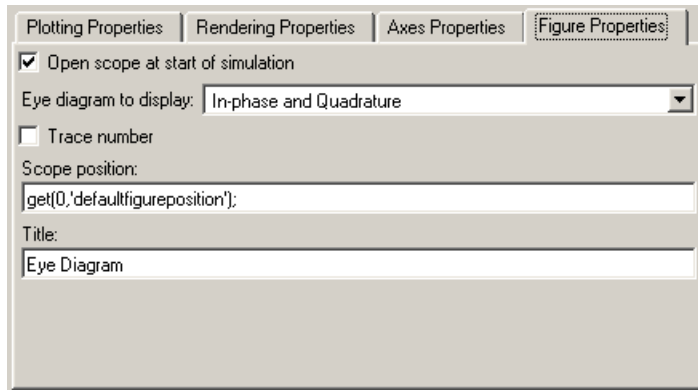 Plotting Properties Rendering Properties Axes Properties Figure Properties
Open scope at start of simulation
Eye diagram to display: In-phase and Quadrature
Trace number
Scope position:
get(0,'defaultfigureposition');
Title:
Eye Diagram